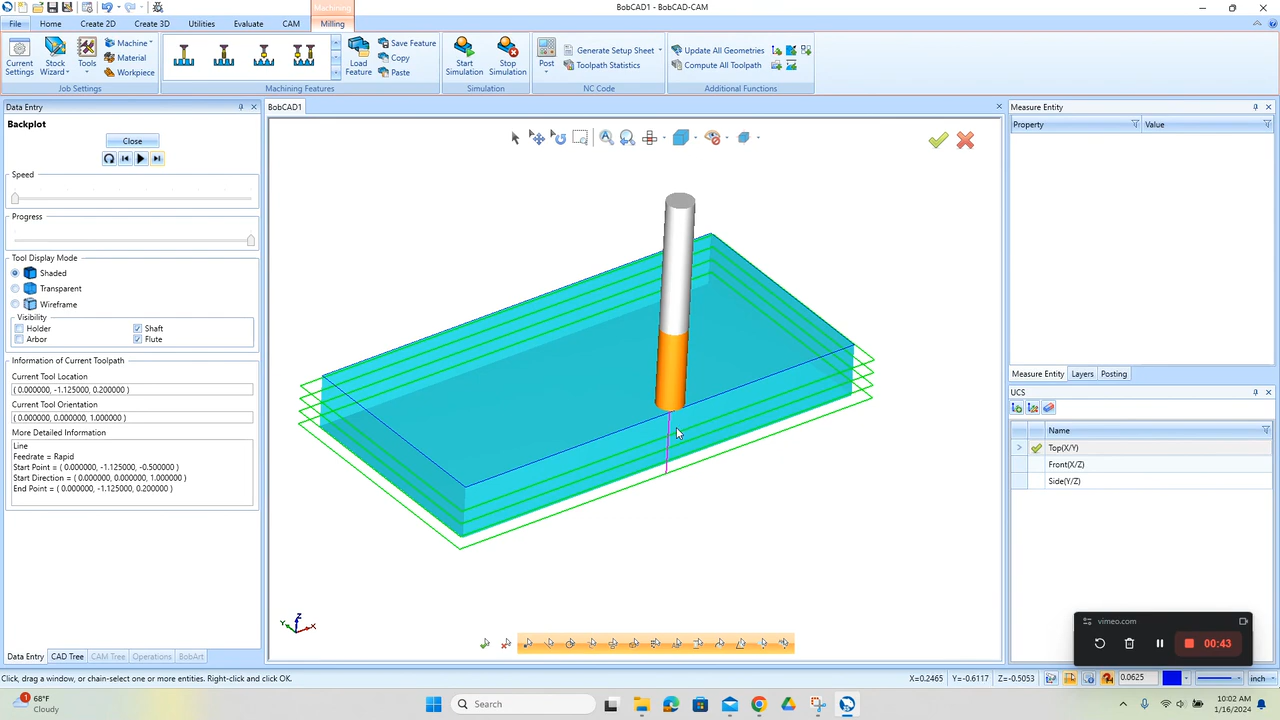 Machining
BobCAD1 - BobCAD-CAM
File
Home
Create 2D
Create 3D
Utilities
Evaluate
CAM
Milling
Current Settings
Stock Wizard
Tools
Machine
Material
Workpiece
Job Settings
Load Feature
Save Feature
Copy
Paste
Machining Features
Start Simulation
Stop Simulation
Simulation
Post
Generate Setup Sheet
Toolpath Statistics
NC Code
Update All Geometries
Compute All Toolpath
Additional Functions
Data Entry
Backplot
Close
Speed
Progress
Tool Display Mode
Shaded
Transparent
Wireframe
Visibility
Holder
Shaft
Arbor
Flute
Information of Current Toolpath
Current Tool Location
( 0.000000, -1.125000, 0.200000 )
Current Tool Orientation
( 0.000000, 0.000000, 1.000000 )
More Detailed Information
Line
Feedrate = Rapid
Start Point = ( 0.000000, -1.125000, -0.500000 )
Start Direction = ( 0.000000, 0.000000, 1.000000 )
End Point = ( 0.000000, -1.125000, 0.200000 )
BobCAD1
Z
Y
X
Measure Entity
Property
Value
Measure Entity
Layers
Posting
UCS
Name
Top(X/Y)
Front(X/Z)
Side(Y/Z)
vimeo.com
00:43
Data Entry
CAD Tree
CAM Tree
Operations
BobArt
Click, drag a window, or chain-select one or more entities. Right-click and click OK.
X=0.2465
Y=-0.6117
Z=-0.5053
0.0625
inch
1
68°F
Cloudy
Search
10:02 AM
1/16/2024